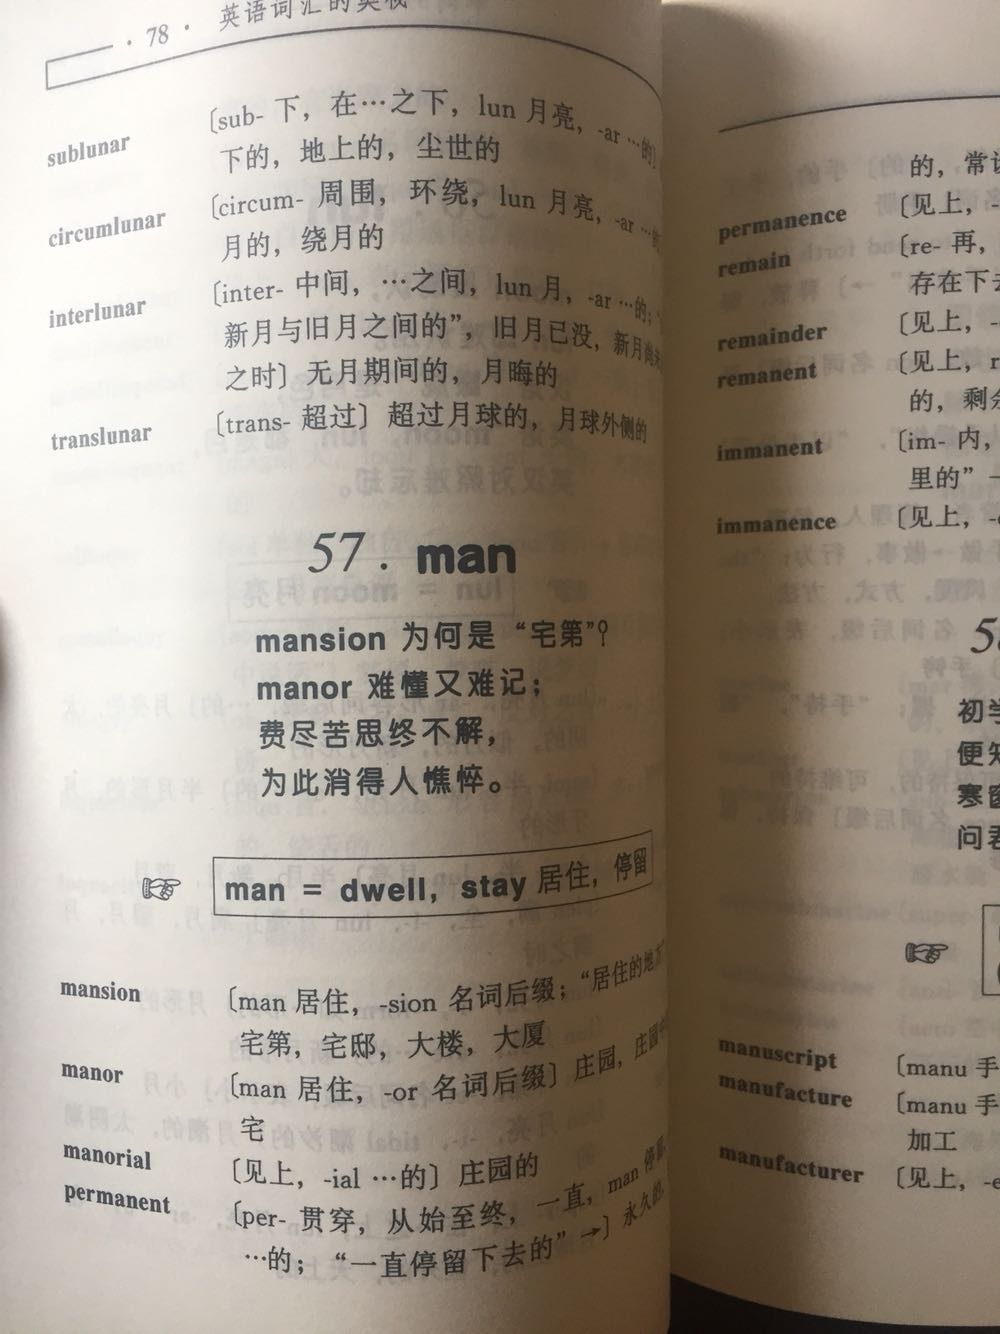 · 78 · 英语词汇的奥秘
sublunar 〔sub- 下，在…之下，lun 月亮，-ar …的〕
下的，地上的，尘世的
circumlunar 〔circum- 周围，环绕，lun 月亮，-ar …
月的，绕月的
interlunar 〔inter- 中间，…之间，lun 月，-ar …的；“
新月与旧月之间的”，旧月已没，新月尚未
之时〕无月期间的，月晦的
translunar 〔trans- 超过〕超过月球的，月球外侧的
57. man
mansion 为何是“宅第”？
manor 难懂又难记；
费尽苦思终不解，
为此消得人憔悴。
man = dwell, stay 居住，停留
mansion 〔man 居住，-sion 名词后缀；“居住的地方
宅第，宅邸，大楼，大厦
manor 〔man 居住，-or 名词后缀〕庄园，庄园
宅
manorial 〔见上，-ial …的〕庄园的
permanent 〔per- 贯穿，从始至终，一直，man 停留
…的；“一直停留下去的”→〕永久的
的，常
permanence 〔见上，-
remain 〔re- 再，
存在下去
remainder 〔见上，-
remanent 〔见上，r
的，剩余
immanent 〔im- 内，
里的”
immanence 〔见上，-
5
初学
便知
寒窗
问君
manuscript 〔manu 手
manufacture 〔manu 手
加工
manufacturer 〔见上，-e